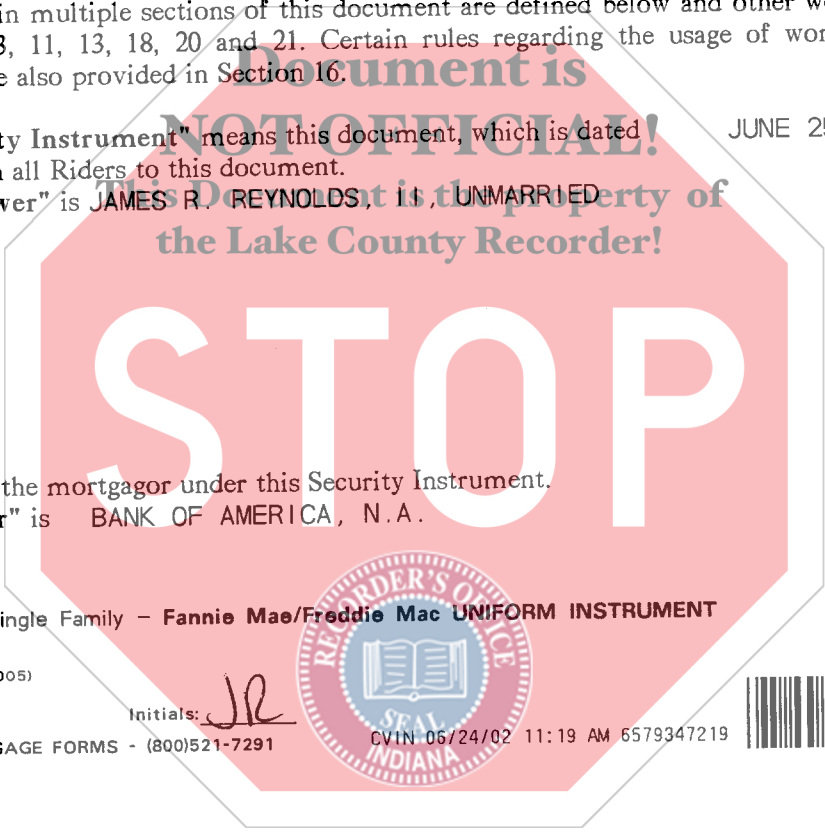 in multiple sections of this document are defined below and other
3, 11, 13, 18, 20 and 21. Certain rules regarding the usage of
also provided in Section 16.
Document is
NOT OFFICIAL!
ty Instrument" means this document, which is dated JUNE 25
all Riders to this document.
This Document is the property of
wer" is JAMES R. REYNOLDS, II, UNMARRIED
the Lake County Recorder!
STOP
the mortgagor under this Security Instrument.
r" is BANK OF AMERICA, N.A.
RECORDER'S OFFICE
ingle Family – Fannie Mae/Freddie Mac UNIFORM INSTRUMENT
005)
Initials: JR
SEAL
INDIANA
GAGE FORMS - (800)521-7291
CVIN 06/24/02 11:19 AM 6579347219